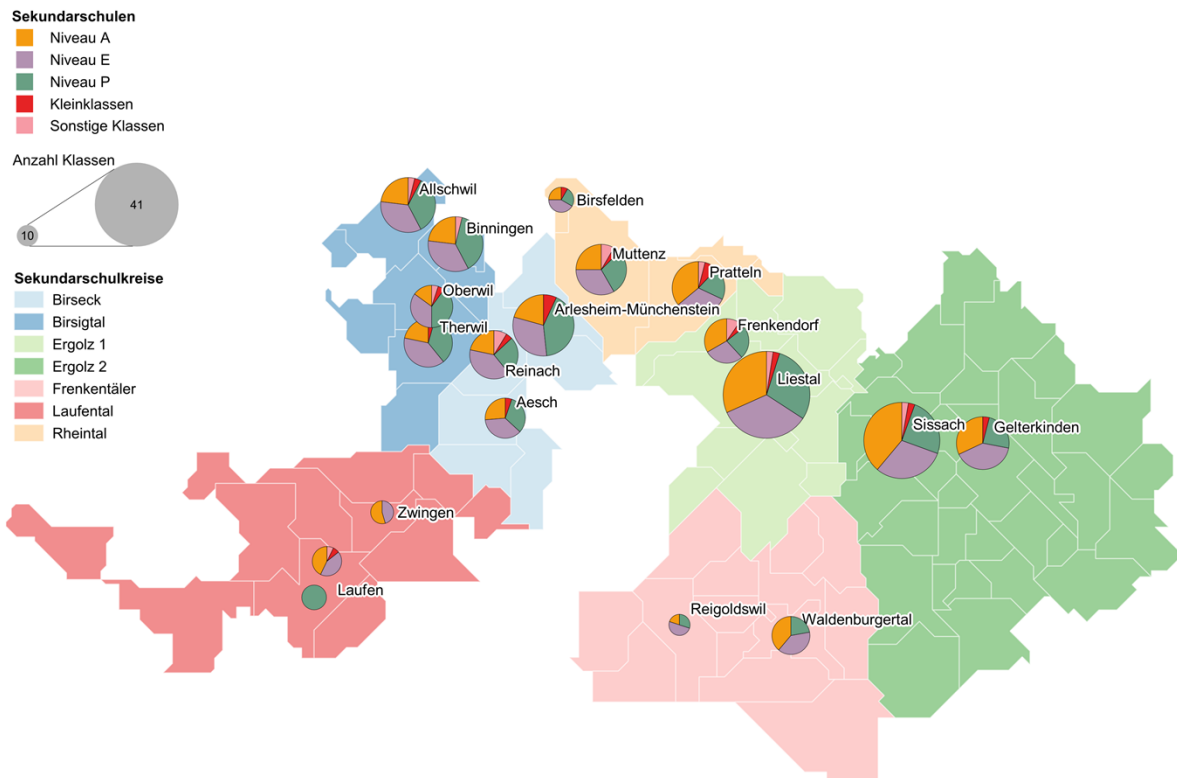 Sekundarschulen
Niveau A
Niveau E
Niveau P
Kleinklassen
Sonstige Klassen
Anzahl Klassen
41
10
Sekundarschulkreise
Birseck
Birsigtal
Ergolz 1
Ergolz 2
Frenkentäler
Laufental
Rheintal
Allschwil
Birsfelden
Binningen
Muttenz
Pratteln
Oberwil
Arlesheim-Münchenstein
Therwil
Frenkendorf
Reinach
Liestal
Aesch
Sissach
Gelterkinden
Zwingen
Laufen
Reigoldswil
Waldenburgertal